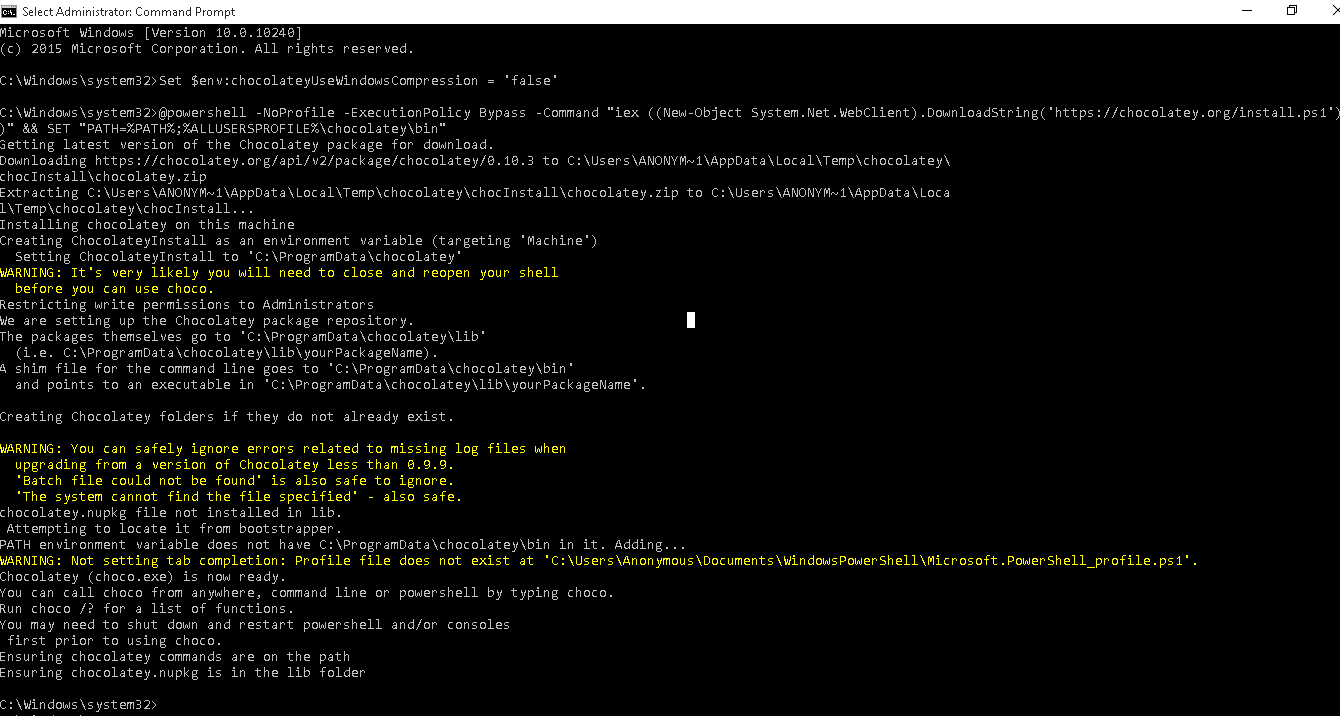 Select Administrator: Command Prompt
Microsoft Windows [Version 10.0.10240]
(c) 2015 Microsoft Corporation. All rights reserved.
C:\Windows\system32>Set $env:chocolateyUseWindowsCompression = 'false'
C:\Windows\system32>@powershell -NoProfile -ExecutionPolicy Bypass -Command "iex ((New-Object System.Net.WebClient).DownloadString('https://chocolatey.org/install.ps1')
)" && SET "PATH=%PATH%;%ALLUSERSPROFILE%\chocolatey\bin"
Getting latest version of the Chocolatey package for download.
Downloading https://chocolatey.org/api/v2/package/chocolatey/0.10.3 to C:\Users\ANONYM~1\AppData\Local\Temp\chocolatey\
chocInstall\chocolatey.zip
Extracting C:\Users\ANONYM~1\AppData\Local\Temp\chocolatey\chocInstall\chocolatey.zip to C:\Users\ANONYM~1\AppData\Loca
l\Temp\chocolatey\chocInstall...
Installing chocolatey on this machine
Creating ChocolateyInstall as an environment variable (targeting 'Machine')
  Setting ChocolateyInstall to 'C:\ProgramData\chocolatey'
WARNING: It's very likely you will need to close and reopen your shell
  before you can use choco.
Restricting write permissions to Administrators
We are setting up the Chocolatey package repository.
The packages themselves go to 'C:\ProgramData\chocolatey\lib'
  (i.e. C:\ProgramData\chocolatey\lib\yourPackageName).
A shim file for the command line goes to 'C:\ProgramData\chocolatey\bin'
  and points to an executable in 'C:\ProgramData\chocolatey\lib\yourPackageName'.
Creating Chocolatey folders if they do not already exist.
WARNING: You can safely ignore errors related to missing log files when
  upgrading from a version of Chocolatey less than 0.9.9.
  'Batch file could not be found' is also safe to ignore.
  'The system cannot find the file specified' - also safe.
chocolatey.nupkg file not installed in lib.
 Attempting to locate it from bootstrapper.
PATH environment variable does not have C:\ProgramData\chocolatey\bin in it. Adding...
WARNING: Not setting tab completion: Profile file does not exist at 'C:\Users\Anonymous\Documents\WindowsPowerShell\Microsoft.PowerShell_profile.ps1'.
Chocolatey (choco.exe) is now ready.
You can call choco from anywhere, command line or powershell by typing choco.
Run choco /? for a list of functions.
You may need to shut down and restart powershell and/or consoles
 first prior to using choco.
Ensuring chocolatey commands are on the path
Ensuring chocolatey.nupkg is in the lib folder
C:\Windows\system32>